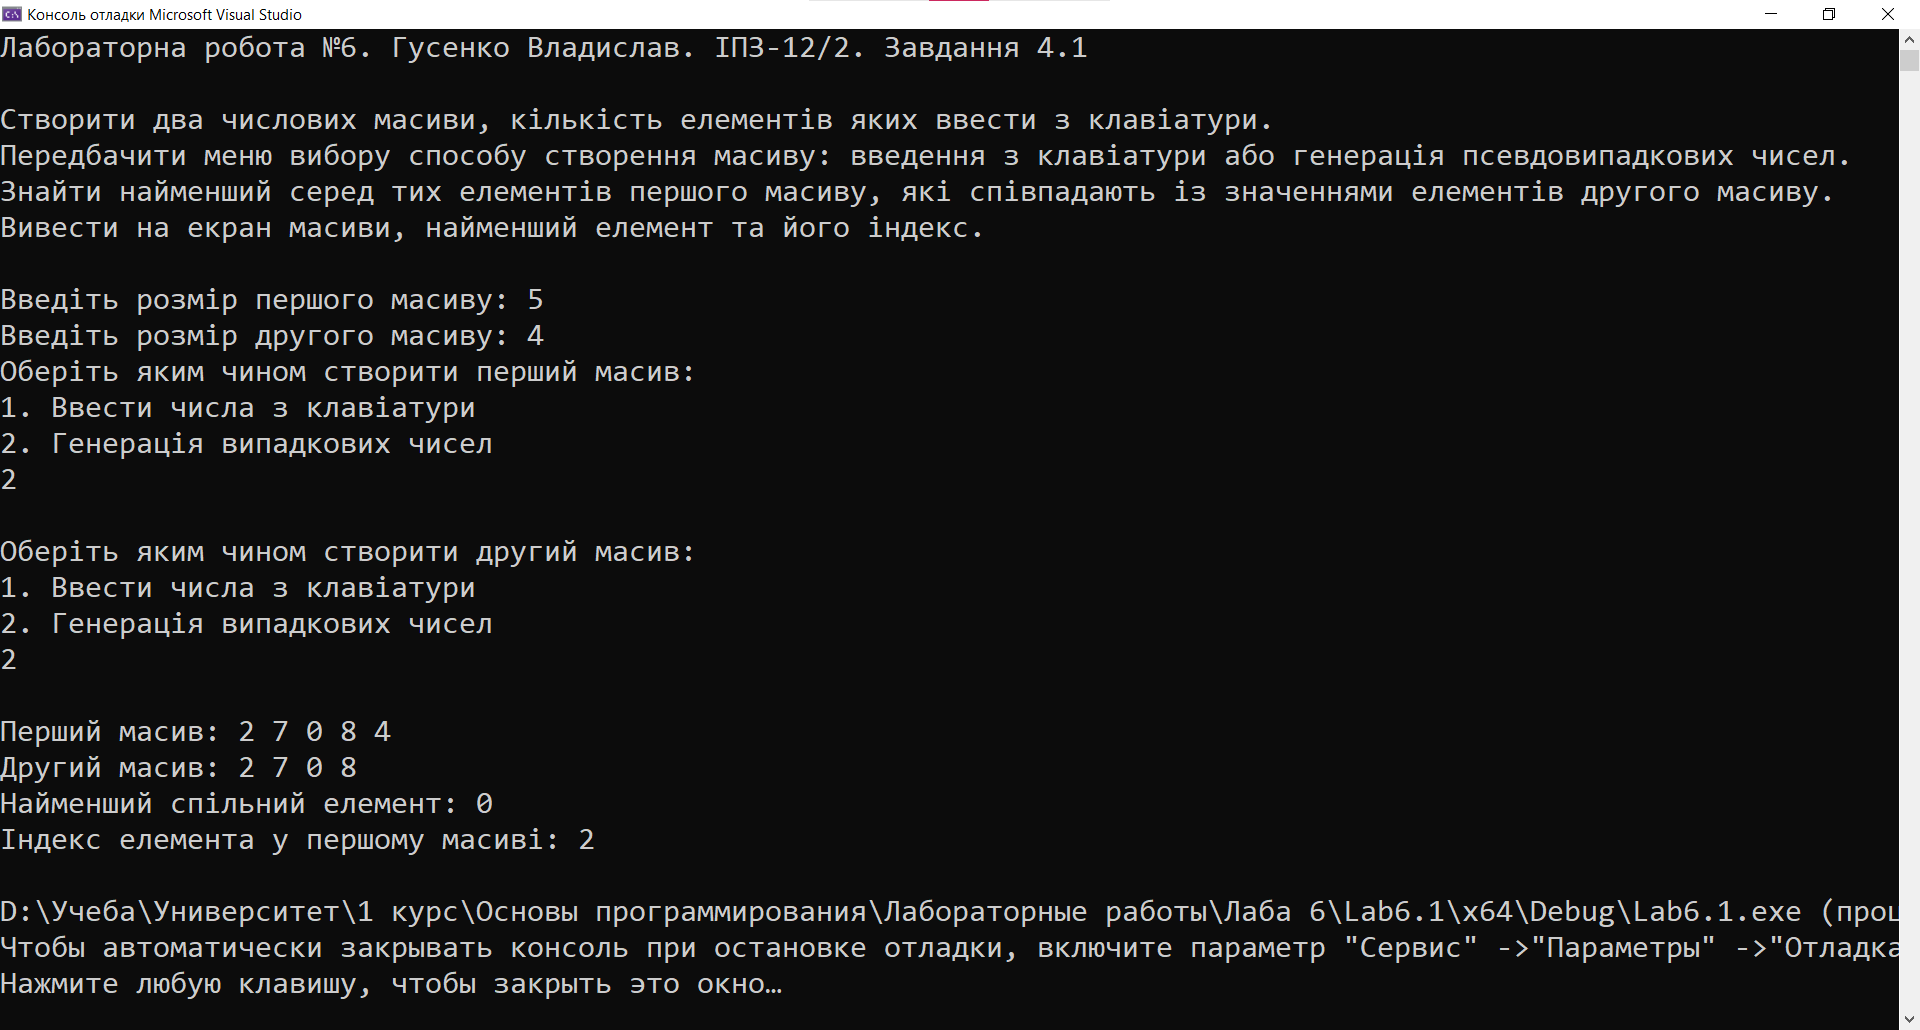 Консоль отладки Microsoft Visual Studio
Лабораторна робота №6. Гусенко Владислав. ІПЗ-12/2. Завдання 4.1
Створити два числових масиви, кількість елементів яких ввести з клавіатури.
Передбачити меню вибору способу створення масиву: введення з клавіатури або генерація псевдовипадкових чисел.
Знайти найменший серед тих елементів першого масиву, які співпадають із значеннями елементів другого масиву.
Вивести на екран масиви, найменший елемент та його індекс.
Введіть розмір першого масиву: 5
Введіть розмір другого масиву: 4
Оберіть яким чином створити перший масив:
1. Ввести числа з клавіатури
2. Генерація випадкових чисел
2
Оберіть яким чином створити другий масив:
1. Ввести числа з клавіатури
2. Генерація випадкових чисел
2
Перший масив: 2 7 0 8 4
Другий масив: 2 7 0 8
Найменший спільний елемент: 0
Індекс елемента у першому масиві: 2
D:\Учеба\Университет\1 курс\Основы программирования\Лабораторные работы\Лаба 6\Lab6.1\x64\Debug\Lab6.1.exe (проц
Чтобы автоматически закрывать консоль при остановке отладки, включите параметр "Сервис" ->"Параметры" ->"Отладка
Нажмите любую клавишу, чтобы закрыть это окно…